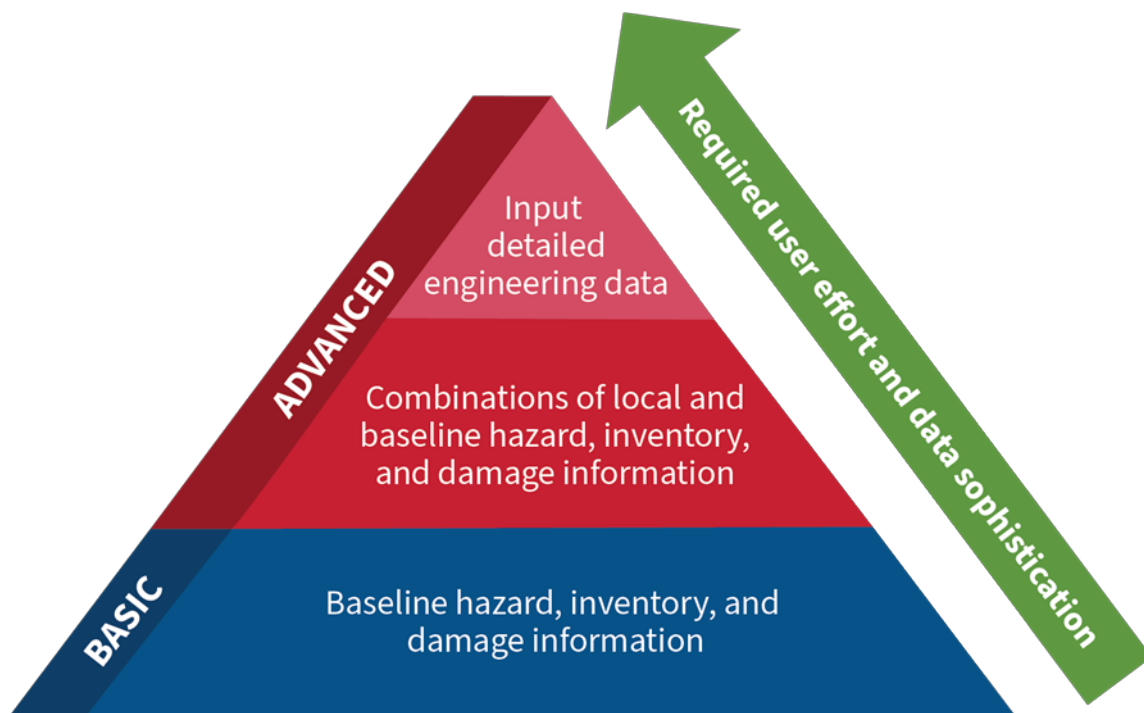 Input
detailed
engineering data
ADVANCED
Combinations of local and
baseline hazard, inventory,
and damage information
BASIC
Baseline hazard, inventory, and
damage information
Required user effort and data sophistication